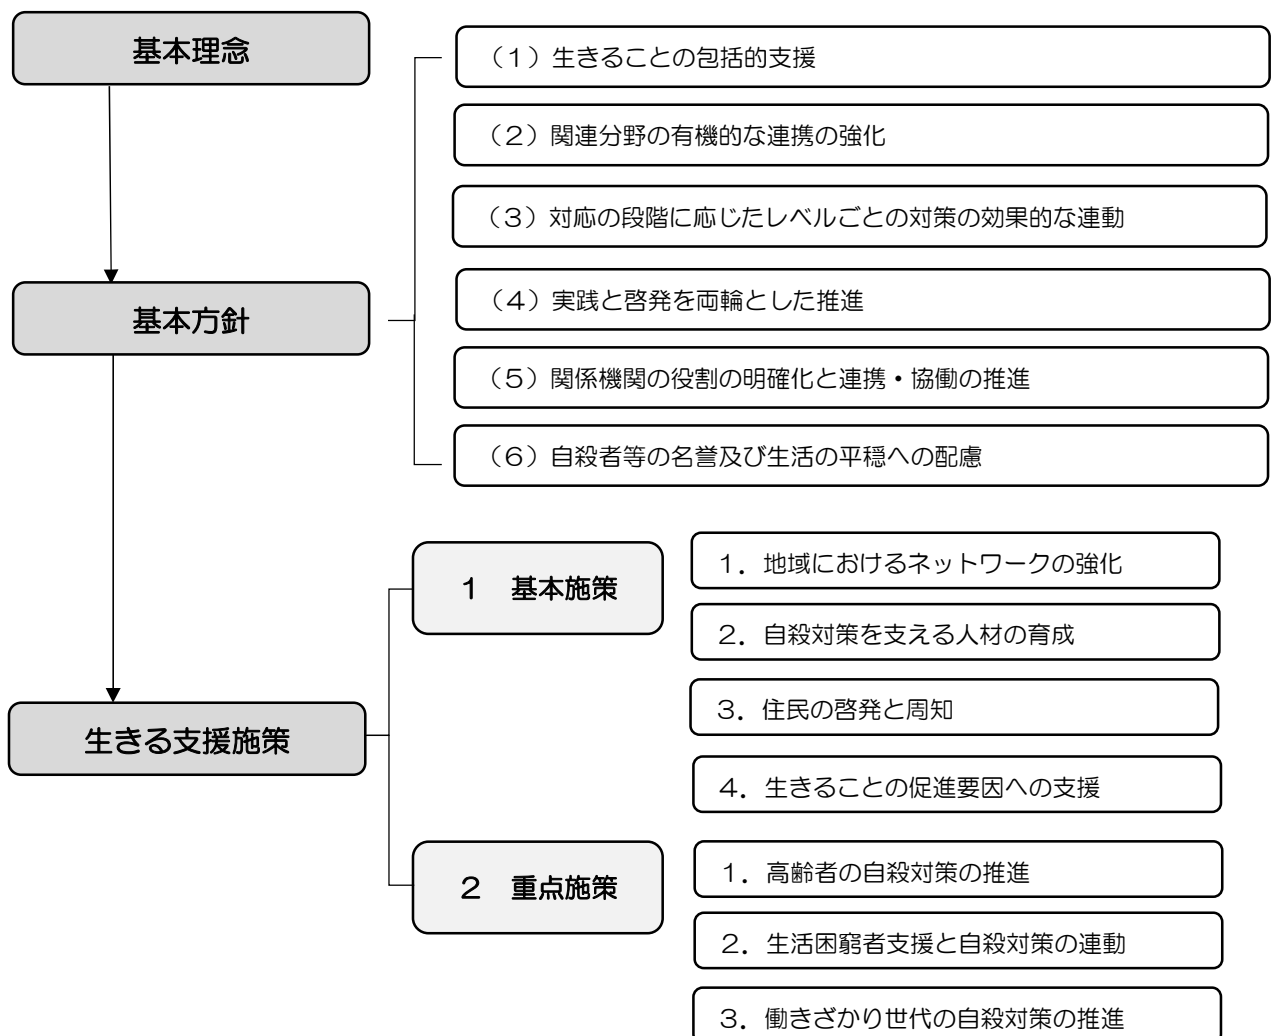 基本理念
（１）生きることの包括的支援
（２）関連分野の有機的な連携の強化
（３）対応の段階に応じたレベルごとの対策の効果的な連動
基本方針
（４）実践と啓発を両輪とした推進
（５）関係機関の役割の明確化と連携・協働の推進
（６）自殺者等の名誉及び生活の平穏への配慮
生きる支援施策
１　基本施策
１．地域におけるネットワークの強化
２．自殺対策を支える人材の育成
３．住民の啓発と周知
４．生きることの促進要因への支援
２　重点施策
１．高齢者の自殺対策の推進
２．生活困窮者支援と自殺対策の連動
３．働きざかり世代の自殺対策の推進